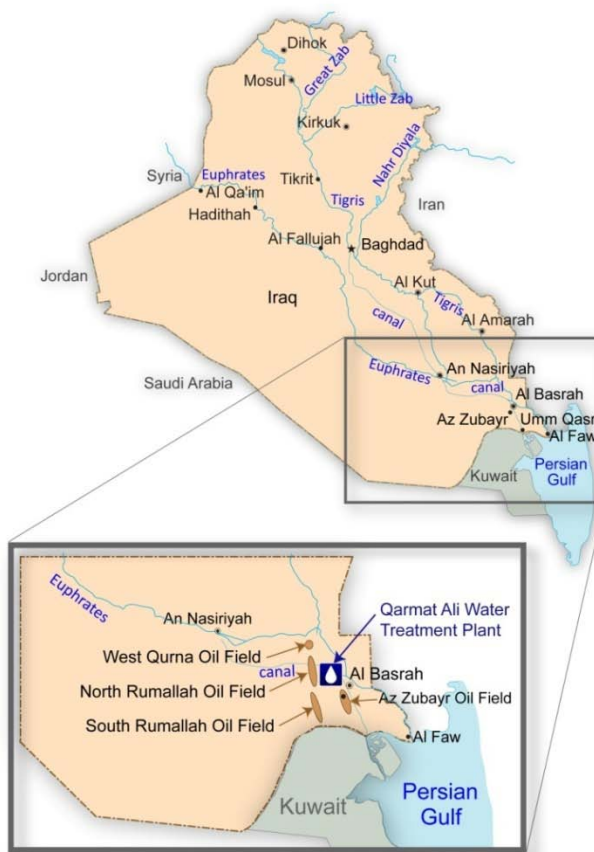 Dihok
Great Zab
Mosul
Little Zab
Kirkuk
Nahr Diyala
Syria
Euphrates
Al Qa'im
Tikrit
Tigris
Iran
Hadithah
Al Fallujah
Baghdad
Jordan
Iraq
Al Kut
Tigris
canal
Al Amarah
Saudi Arabia
Euphrates
An Nasiriyah
canal
Al Basrah
Az Zubayr
Umm Qasr
Al Faw
Kuwait
Persian
Gulf
Euphrates
An Nasiriyah
Qarmat Ali Water
Treatment Plant
West Qurna Oil Field
canal
Al Basrah
North Rumallah Oil Field
Az Zubayr Oil Field
South Rumallah Oil Field
Al Faw
Kuwait
Persian
Gulf